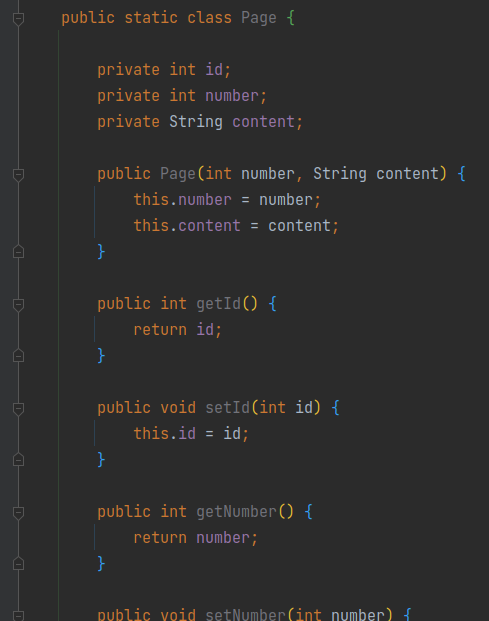 public static class Page {
private int id;
private int number;
private String content;
public Page(int number, String content) {
this.number = number;
this.content = content;
}
public int getId() {
return id;
}
public void setId(int id) {
this.id = id;
}
public int getNumber() {
return number;
}
public void setNumber(int number) {